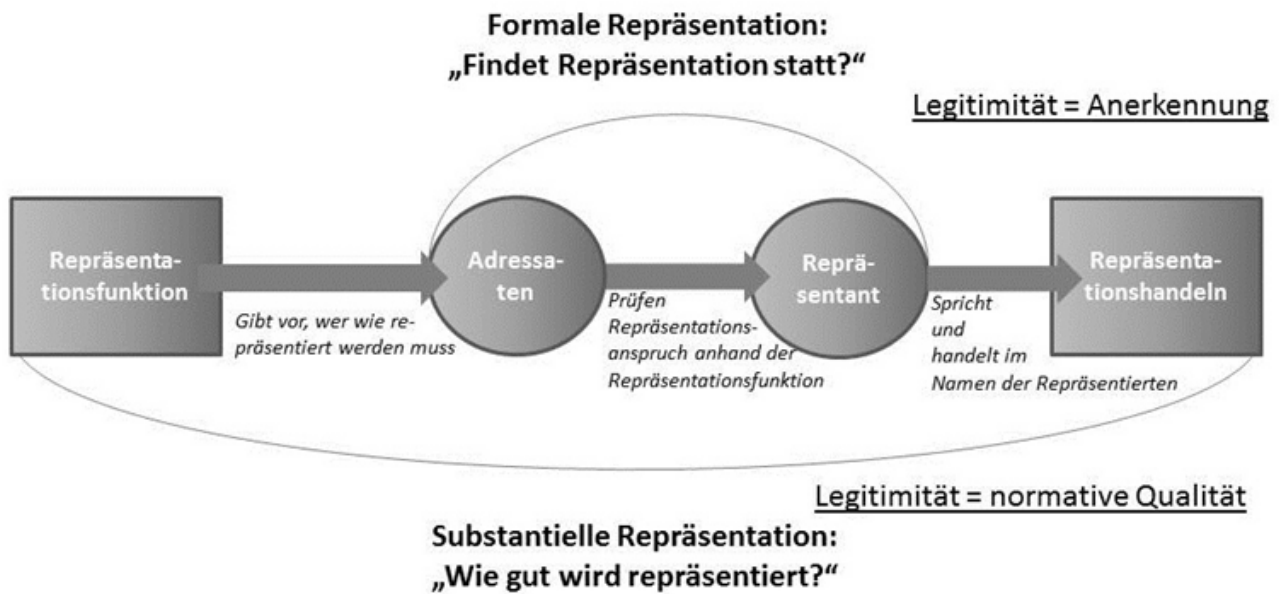 Formale Repräsentation:
„Findet Repräsentation statt?“
Legitimität = Anerkennung
Repräsenta-
tionsfunktion
Gibt vor, wer wie re-
präsentiert werden muss
Adressa-
ten
Prüfen
Repräsentations-
anspruch anhand der
Repräsentationsfunktion
Reprä-
sentant
Spricht
und
handelt im
Namen der Repräsentierten
Repräsenta-
tionshandeln
Legitimität = normative Qualität
Substantielle Repräsentation:
„Wie gut wird repräsentiert?“